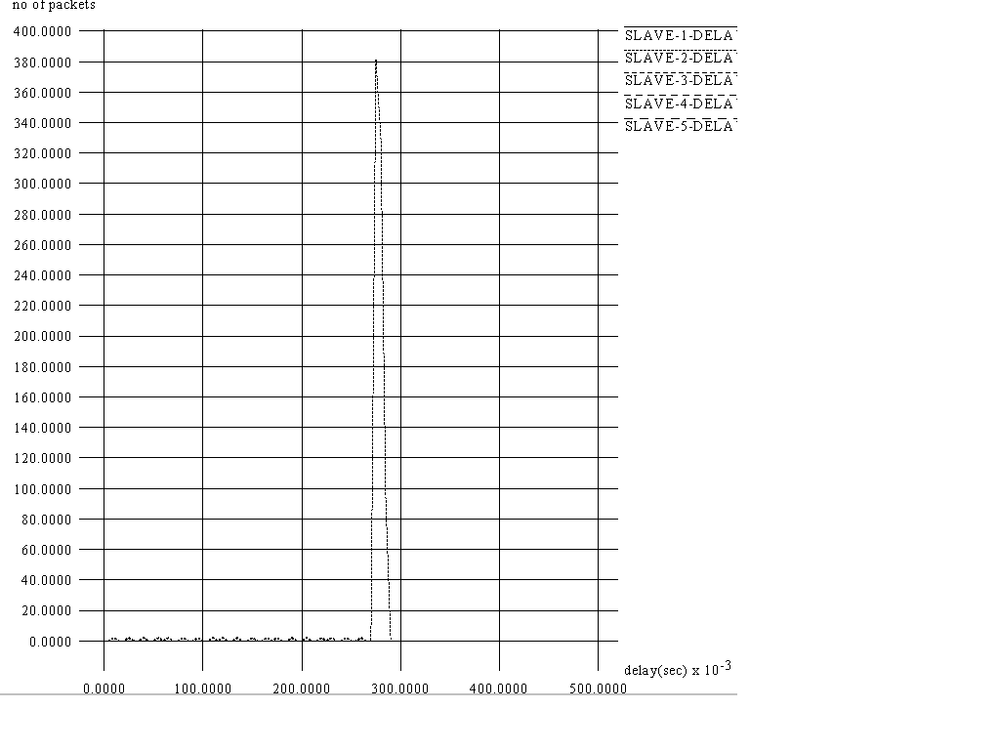 no of packets
400.0000
380.0000
360.0000
340.0000
320.0000
300.0000
280.0000
260.0000
240.0000
220.0000
200.0000
180.0000
160.0000
140.0000
120.0000
100.0000
80.0000
60.0000
40.0000
20.0000
0.0000
SLAVE-1-DELA
SLAVE-2-DELA
SLAVE-3-DELA
SLAVE-4-DELA
SLAVE-5-DELA
delay(sec) x 10-3
0.0000 100.0000 200.0000 300.0000 400.0000 500.0000